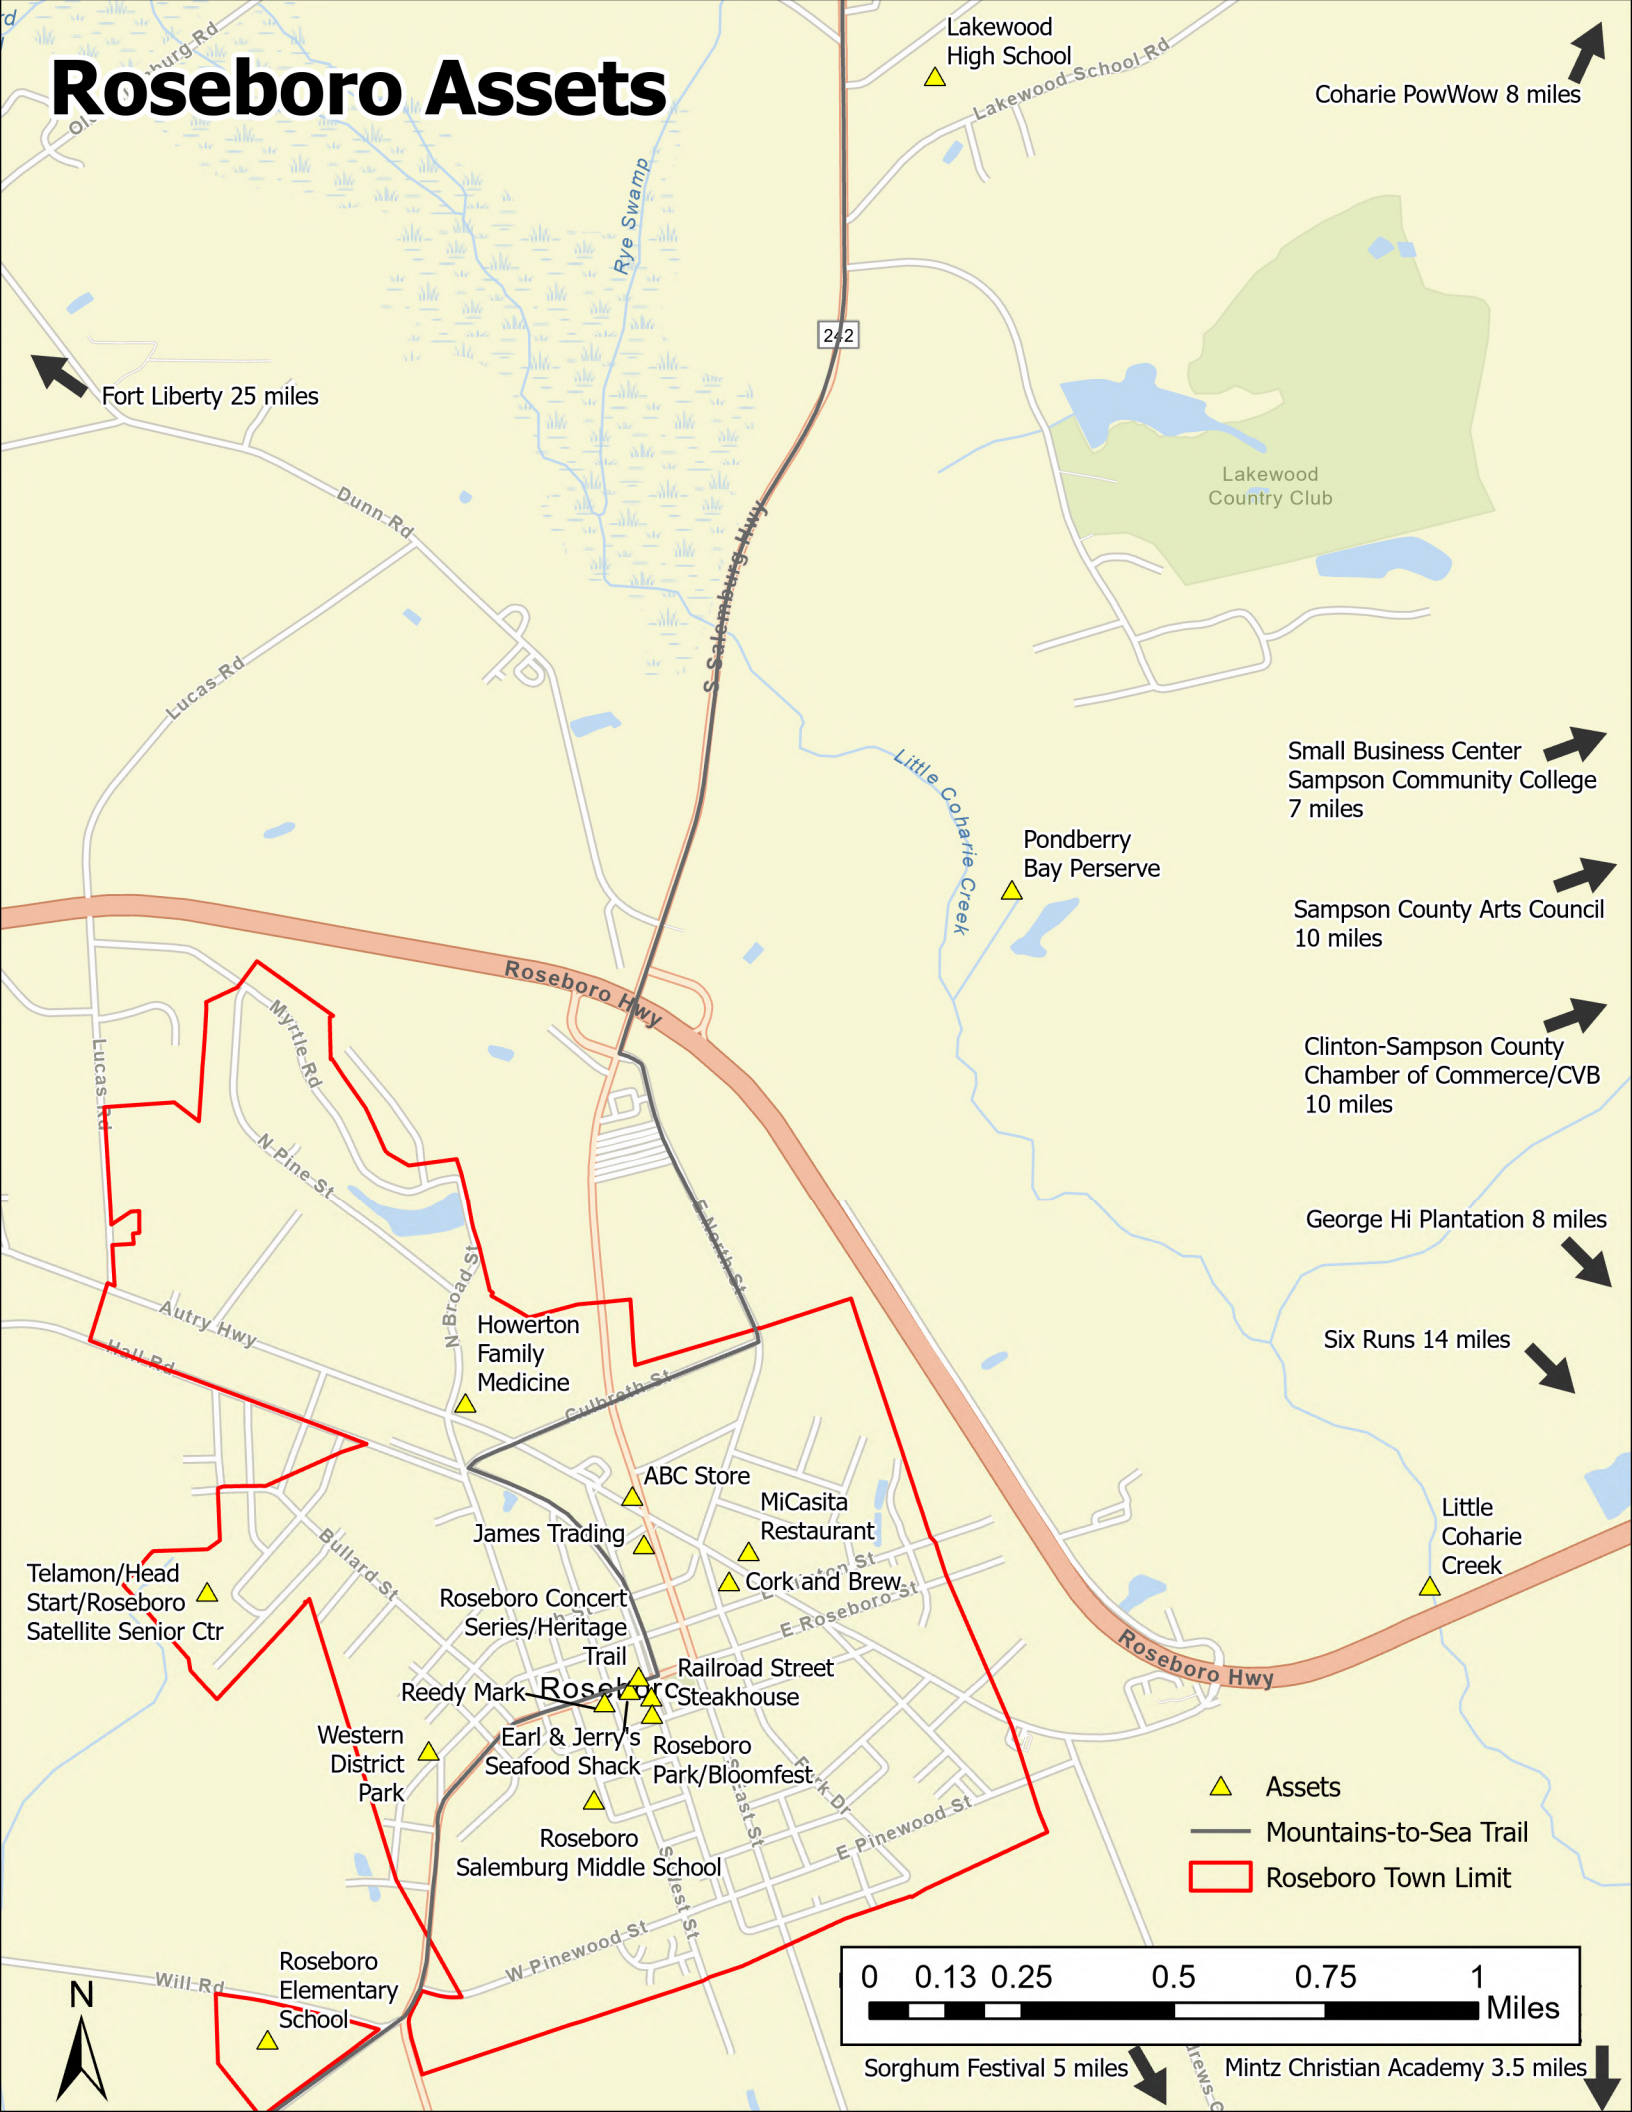 Roseboro Assets
Lakewood
High School
Lakewood School Rd
Coharie PowWow 8 miles
Rye Swamp
242
Fort Liberty 25 miles
Dunn Rd
Lakewood
Country Club
S Salemburg Hwy
Lucas Rd
Small Business Center
Sampson Community College
7 miles
Little Coharie Creek
Pondberry
Bay Perserve
Sampson County Arts Council
10 miles
Roseboro Hwy
Clinton-Sampson County
Chamber of Commerce/CVB
10 miles
Myrtle Rd
Lucas Rd
N Pine St
E North St
George Hi Plantation 8 miles
N Broad St
Autry Hwy
Hall Rd
Six Runs 14 miles
Howerton
Family
Medicine
Culbreth St
ABC Store
MiCasita
Restaurant
James Trading
Little
Coharie
Creek
Bullard St
Telamon/Head
Start/Roseboro
Satellite Senior Ctr
Cork and Brew
E Roseboro St
Roseboro Concert
Series/Heritage
Trail
Roseboro Hwy
Railroad Street
Steakhouse
Reedy Mark
Roseboro
Earl & Jerry's
Seafood Shack
Western
District
Park
Roseboro
Park/Bloomfest
Park Dr
E Pinewood St
Roseboro
Salemburg Middle School
S East St
S West St
W Pinewood St
Assets
Mountains-to-Sea Trail
Roseboro Town Limit
Roseboro
Elementary
School
Will Rd
N
0 0.13 0.25 0.5 0.75 1
Miles
Sorghum Festival 5 miles
Mintz Christian Academy 3.5 miles